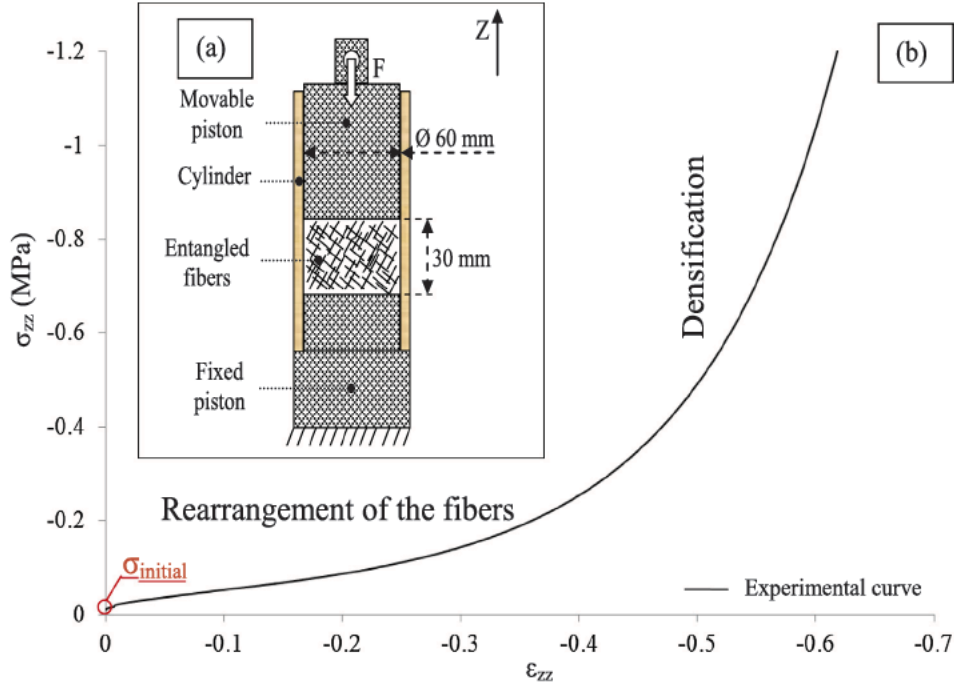 (a)
Z
F
Movable
piston
Ø 60 mm
Cylinder
Entangled
fibers
30 mm
Fixed
piston
(b)
Densification
Rearrangement of the fibers
σinitial
Experimental curve
σzz (MPa)
-1.2
-1
-0.8
-0.6
-0.4
-0.2
0
0
-0.1
-0.2
-0.3
-0.4
-0.5
-0.6
-0.7
εzz